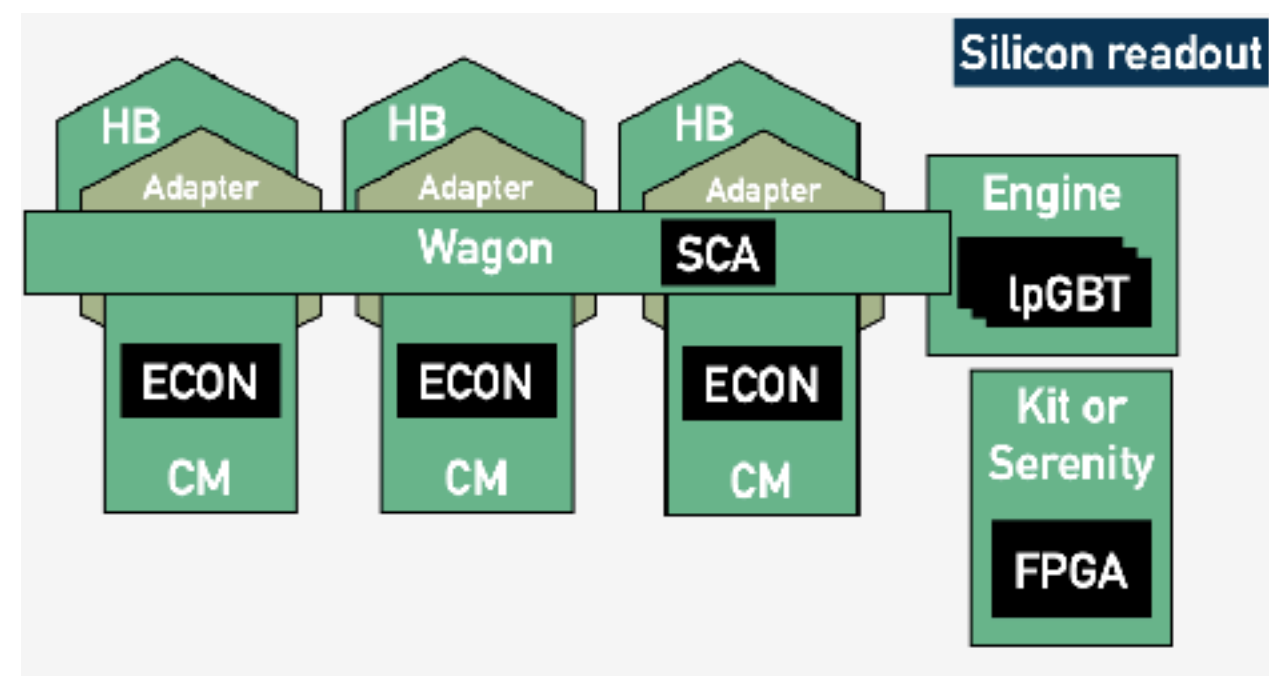 Silicon readout
HB
HB
HB
Adapter
Adapter
Adapter
Wagon
SCA
Engine
lpGBT
ECON
ECON
ECON
CM
CM
CM
Kit or
Serenity
FPGA